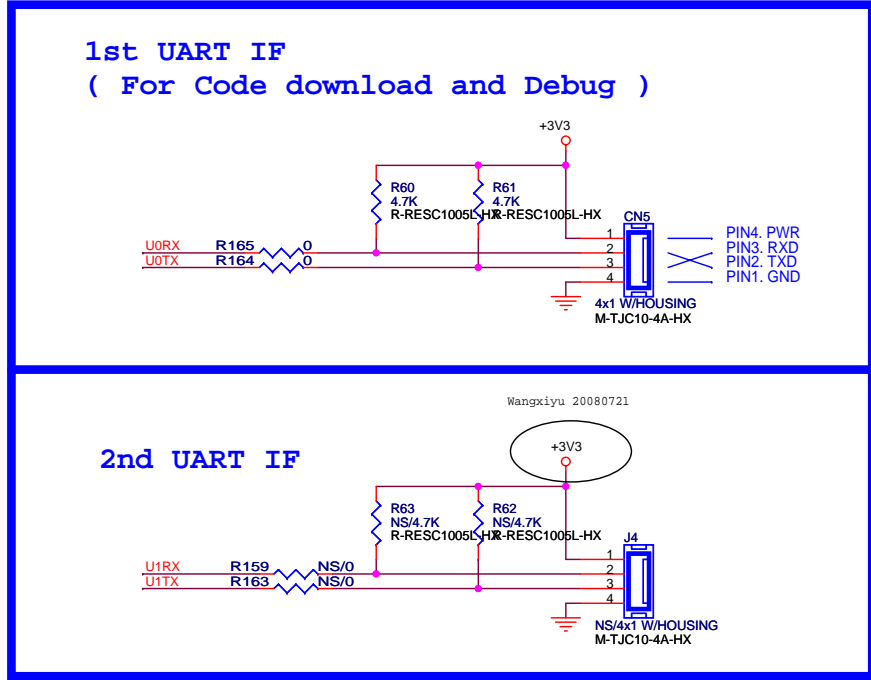 1st UART IF
( For Code download and Debug )
+3V3
R60
4.7K
R-RESC1005L-HX
R61
4.7K
R-RESC1005L-HX
CN5
U0RX
R165
0
U0TX
R164
0
1
2
3
4
PIN4. PWR
PIN3. RXD
PIN2. TXD
PIN1. GND
4x1 W/HOUSING
M-TJC10-4A-HX
Wangxiyu 20080721
+3V3
2nd UART IF
R63
NS/4.7K
R-RESC1005L-HX
R62
NS/4.7K
R-RESC1005L-HX
J4
U1RX
R159
NS/0
U1TX
R163
NS/0
1
2
3
4
NS/4x1 W/HOUSING
M-TJC10-4A-HX